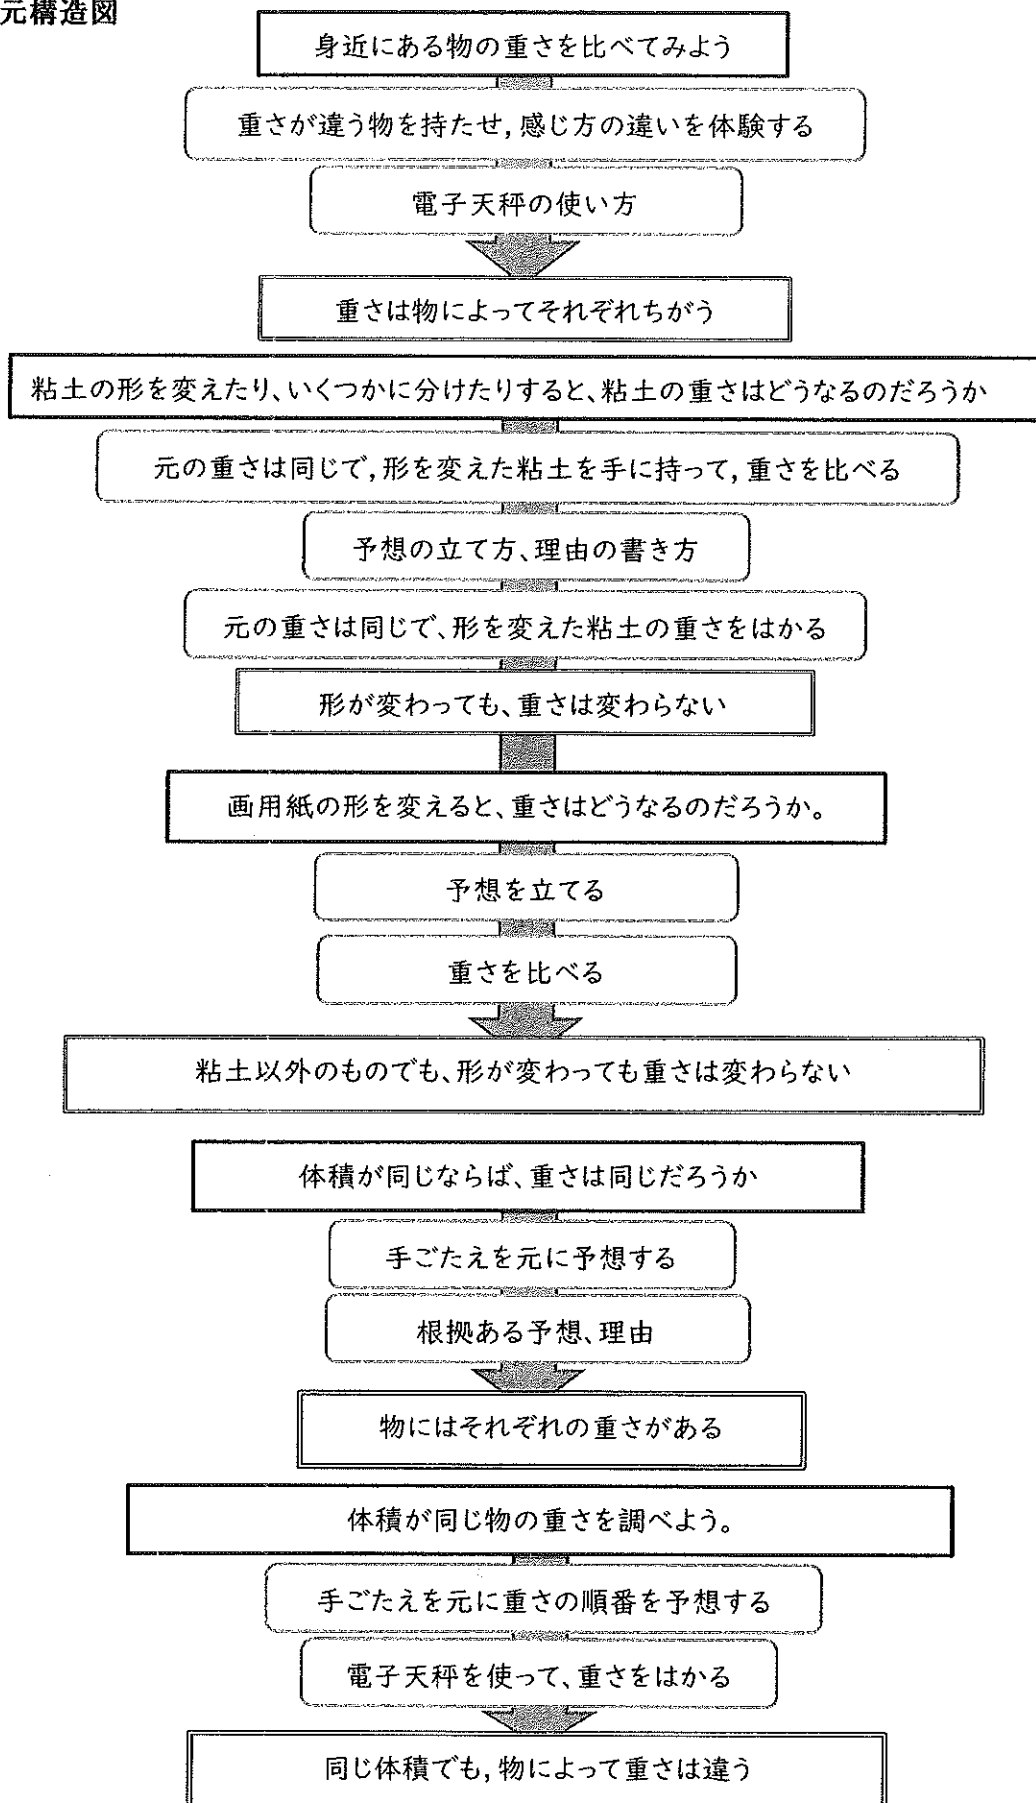 元構造図
身近にある物の重さを比べてみよう
重さが違う物を持たせ,感じ方の違いを体験する
電子天秤の使い方
重さは物によってそれぞれちがう
粘土の形を変えたり、いくつかに分けたりすると、粘土の重さはどうなるのだろうか
元の重さは同じで,形を変えた粘土を手に持って,重さを比べる
予想の立て方、理由の書き方
元の重さは同じで、形を変えた粘土の重さをはかる
形が変わっても、重さは変わらない
画用紙の形を変えると、重さはどうなるのだろうか。
予想を立てる
重さを比べる
粘土以外のものでも、形が変わっても重さは変わらない
体積が同じならば、重さは同じだろうか
手ごたえを元に予想する
根拠ある予想、理由
物にはそれぞれの重さがある
体積が同じ物の重さを調べよう。
手ごたえを元に重さの順番を予想する
電子天秤を使って、重さをはかる
同じ体積でも,物によって重さは違う